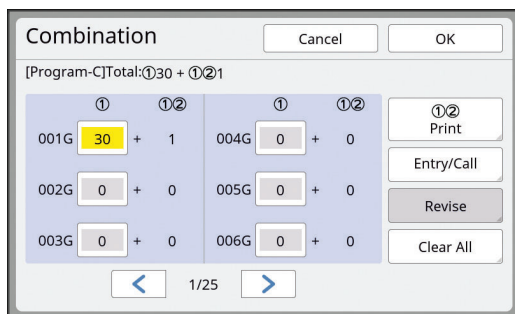 Combination
Cancel
OK
[Program-C]Total:①30 + ①②1
① ①② ① ①②
001G 30 + 1 004G 0 + 0
002G 0 + 0 005G 0 + 0
003G 0 + 0 006G 0 + 0
1/25
①②
Print
Entry/Call
Revise
Clear All